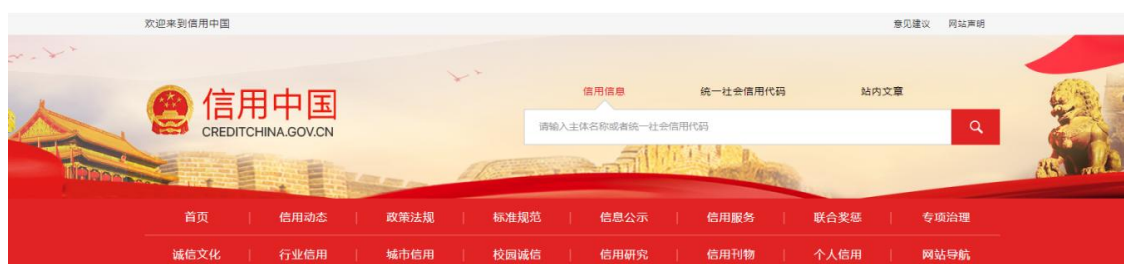 欢迎来到信用中国
意见建议 网站声明
信用信息 统一社会信用代码 站内文章
信用中国
CREDITCHINA.GOV.CN
请输入主体名称或者统一社会信用代码
首页 | 信用动态 | 政策法规 | 标准规范 | 信息公示 | 信用服务 | 联合奖惩 | 专项治理
诚信文化 | 行业信用 | 城市信用 | 校园诚信 | 信用研究 | 信用刊物 | 个人信用 | 网站导航